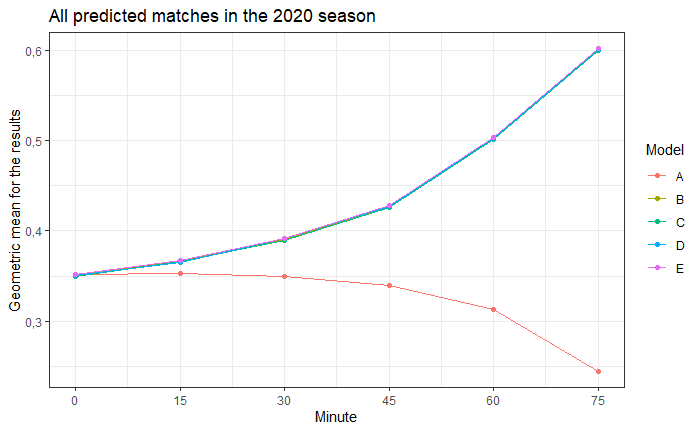 All predicted matches in the 2020 season
Geometric mean for the results
0,6
0,5
0,4
0,3
0 15 30 45 60 75
Minute
Model
A
B
C
D
E